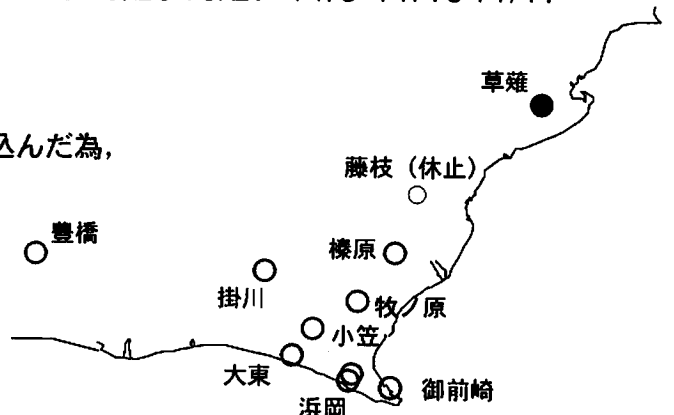 草薙
込んだ為，
藤枝（休止）
豊橋
榛原
掛川
牧ノ原
小笠
大東
御前崎
浜岡